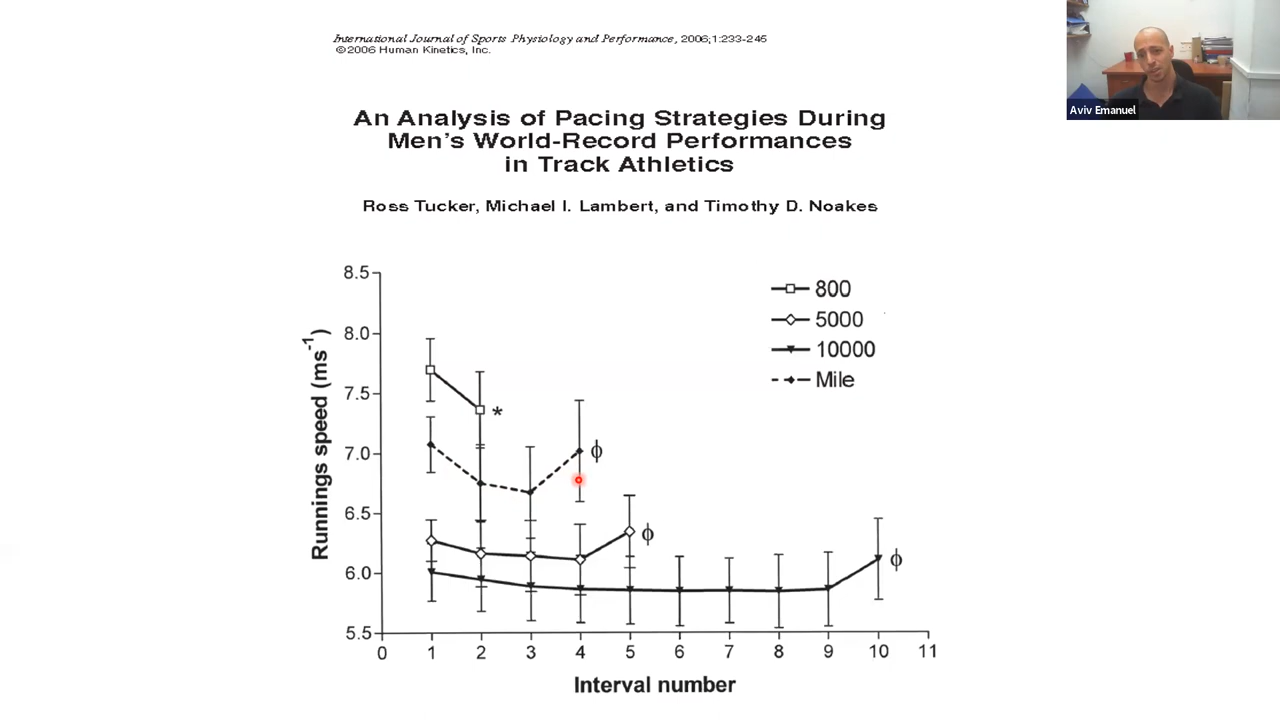 International Journal of Sports Physiology and Performance, 2006;1:233-245
©2006 Human Kinetics, Inc.
Aviv Emanuel
An Analysis of Pacing Strategies During
Men's World-Record Performances
in Track Athletics
Ross Tucker, Michael I. Lambert, and Timothy D. Noakes
8.5
8.0
7.5
7.0
6.5
6.0
5.5
Runnings speed (ms⁻¹)
800
5000
10000
Mile
*
ϕ
ϕ
ϕ
0 1 2 3 4 5 6 7 8 9 10 11
Interval number